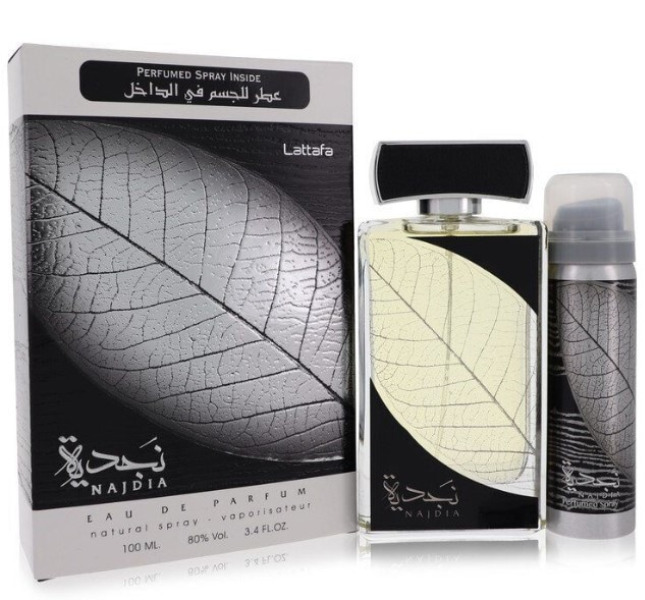 PERFUMED SPRAY INSIDE
عطر للجسم في الداخل
Lattafa
نجدية
NAJDIA
EAU DE PARFUM
natural spray - vaporisateur
100 ML. 80% Vol. 3.4 FL.OZ.
نجدية
NAJDIA
نجدية
NAJDIA
Perfumed Spray